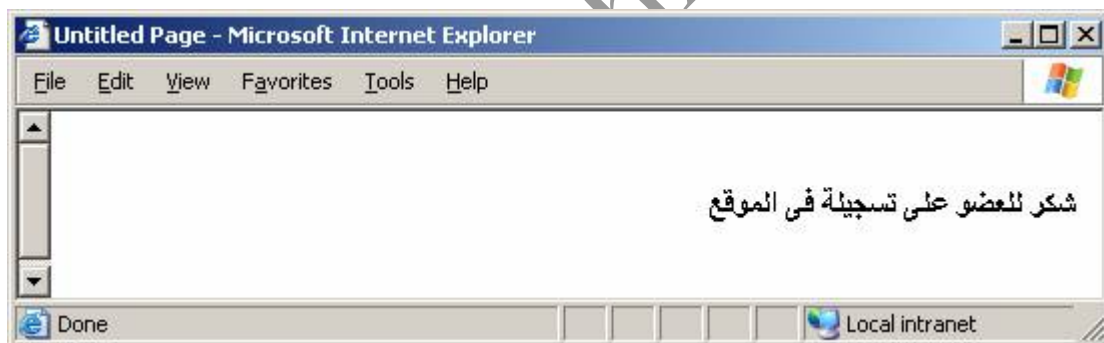 Untitled Page - Microsoft Internet Explorer
File Edit View Favorites Tools Help
شكر للعضو على تسجيلة فى الموقع
Done Local intranet